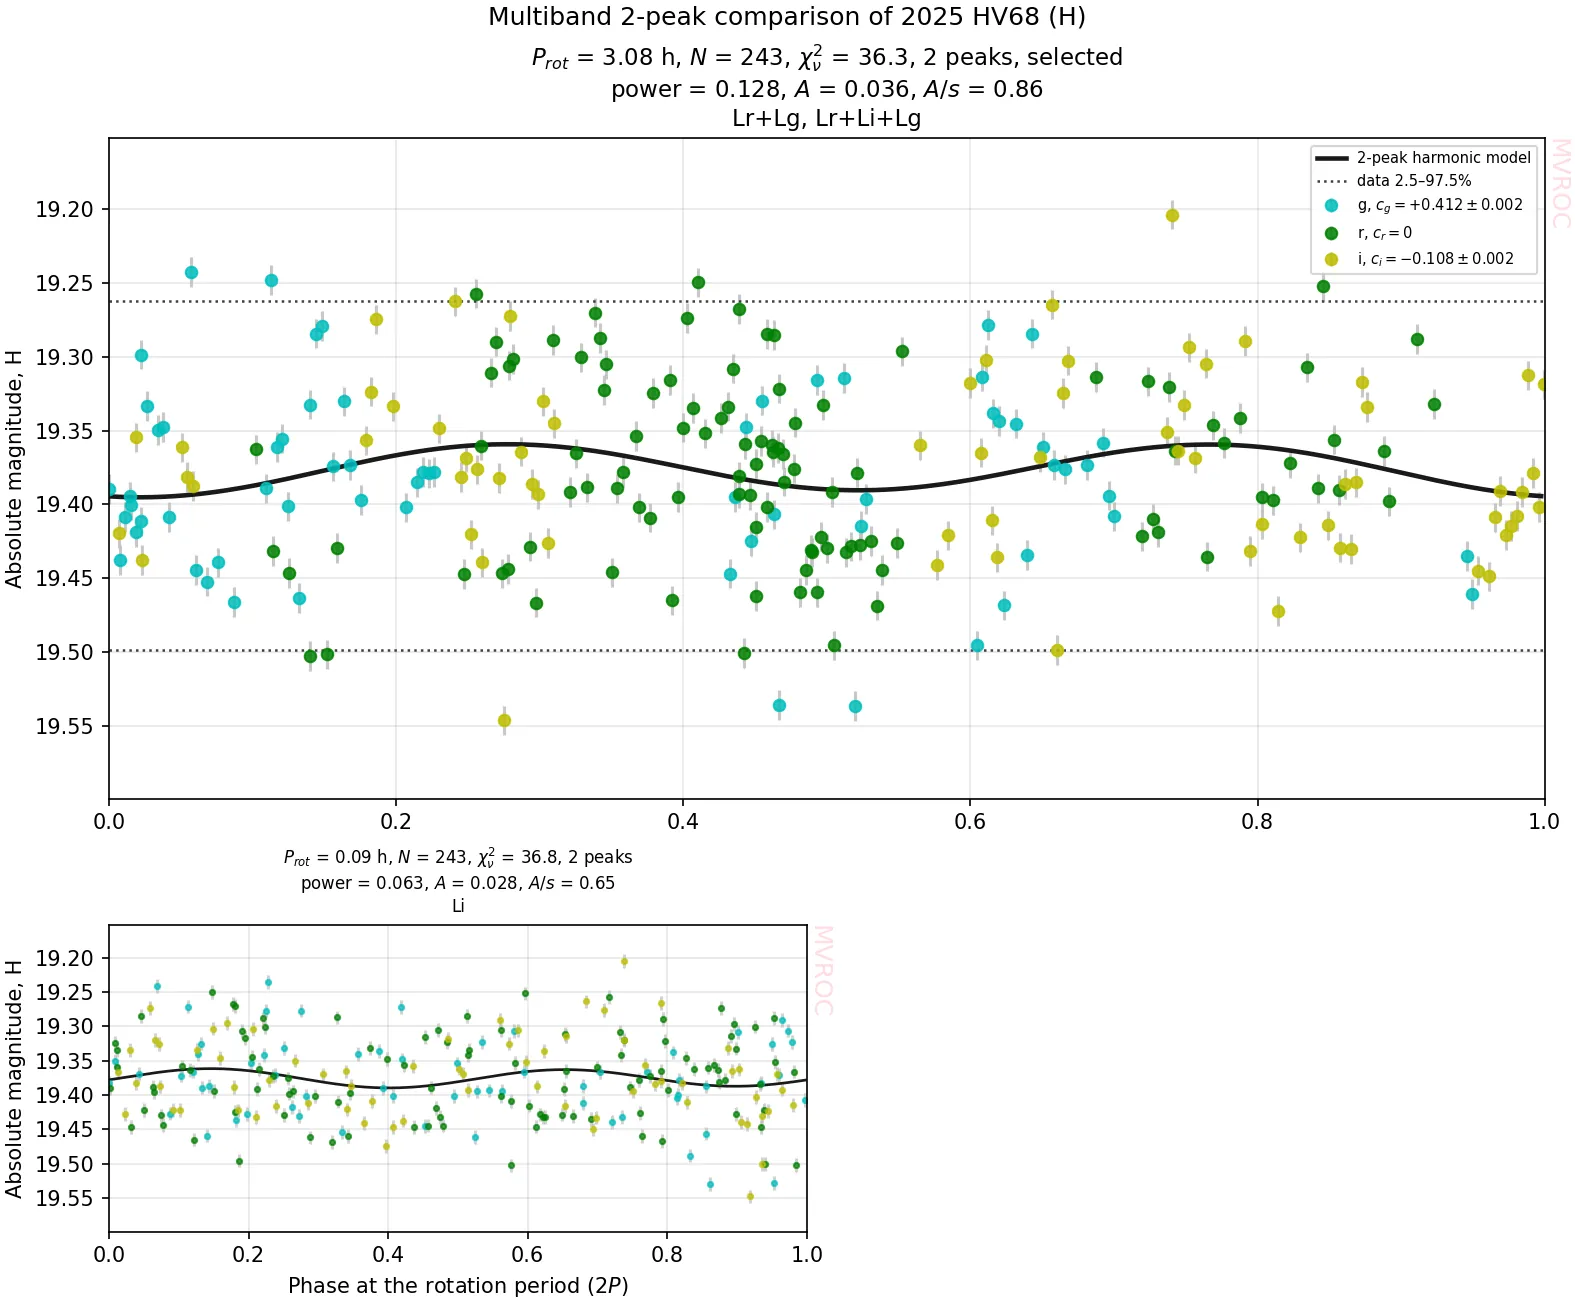 Multiband 2-peak comparison of 2025 HV68 (H)
P_rot = 3.08 h, N = 243, χ²_ν = 36.3, 2 peaks, selected
power = 0.128, A = 0.036, A/s = 0.86
Lr+Lg, Lr+Li+Lg
2-peak harmonic model
data 2.5–97.5%
g, c_g = +0.412 ± 0.002
r, c_r = 0
i, c_i = −0.108 ± 0.002
MVROC
Absolute magnitude, H
19.20
19.25
19.30
19.35
19.40
19.45
19.50
19.55
0.0 0.2 0.4 0.6 0.8 1.0
P_rot = 0.09 h, N = 243, χ²_ν = 36.8, 2 peaks
power = 0.063, A = 0.028, A/s = 0.65
Li
MVROC
Absolute magnitude, H
19.20
19.25
19.30
19.35
19.40
19.45
19.50
19.55
0.0 0.2 0.4 0.6 0.8 1.0
Phase at the rotation period (2P)